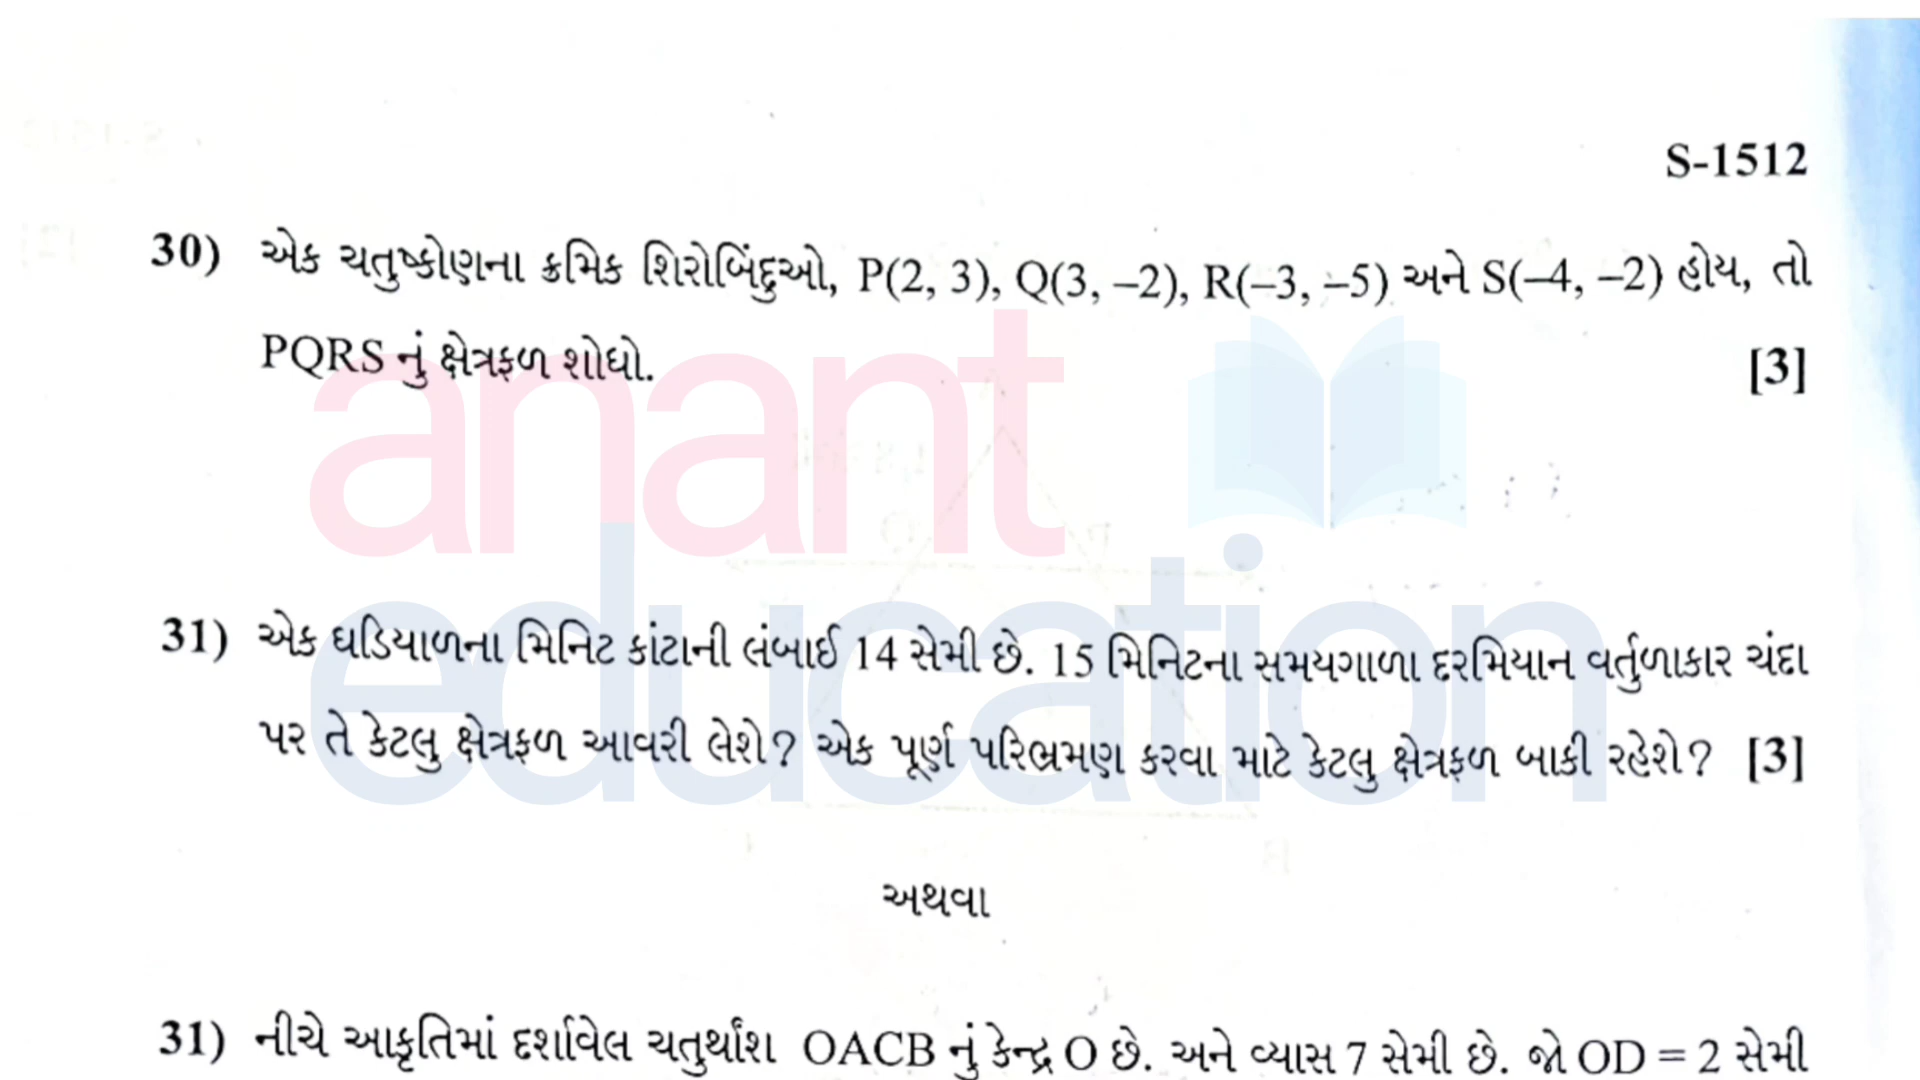 S-1512
30) એક ચતુષ્કોણના ક્રમિક શિરોબિંદુઓ, P(2, 3), Q(3, –2), R(–3, –5) અને S(–4, –2) હોય, તો
PQRS નું ક્ષેત્રફળ શોધો. [3]
anant
education
31) એક ઘડિયાળના મિનિટ કાંટાની લંબાઈ 14 સેમી છે. 15 મિનિટના સમયગાળા દરમિયાન વર્તુળાકાર ચંદા
પર તે કેટલુ ક્ષેત્રફળ આવરી લેશે? એક પૂર્ણ પરિભ્રમણ કરવા માટે કેટલુ ક્ષેત્રફળ બાકી રહેશે? [3]
અથવા
31) નીચે આકૃતિમાં દર્શાવેલ ચતુર્થાંશ OACB નું કેન્દ્ર O છે. અને વ્યાસ 7 સેમી છે. જો OD = 2 સેમી